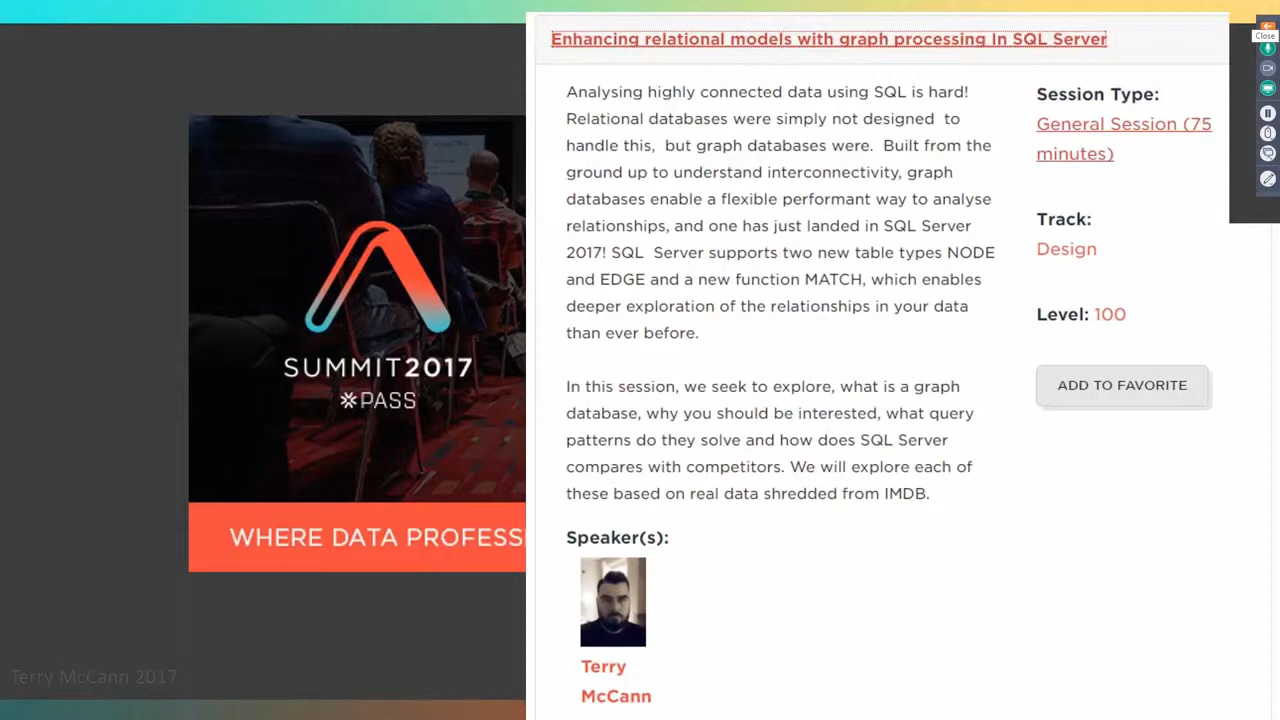 Enhancing relational models with graph processing In SQL Server
Close
Analysing highly connected data using SQL is hard!
Relational databases were simply not designed to
handle this, but graph databases were. Built from the
ground up to understand interconnectivity, graph
databases enable a flexible performant way to analyse
relationships, and one has just landed in SQL Server
2017! SQL Server supports two new table types NODE
and EDGE and a new function MATCH, which enables
deeper exploration of the relationships in your data
than ever before.
In this session, we seek to explore, what is a graph
database, why you should be interested, what query
patterns do they solve and how does SQL Server
compares with competitors. We will explore each of
these based on real data shredded from IMDB.
Speaker(s):
Terry
McCann
Session Type:
General Session (75
minutes)
Track:
Design
Level: 100
ADD TO FAVORITE
SUMMIT2017
PASS
WHERE DATA PROFESS
Terry McCann 2017